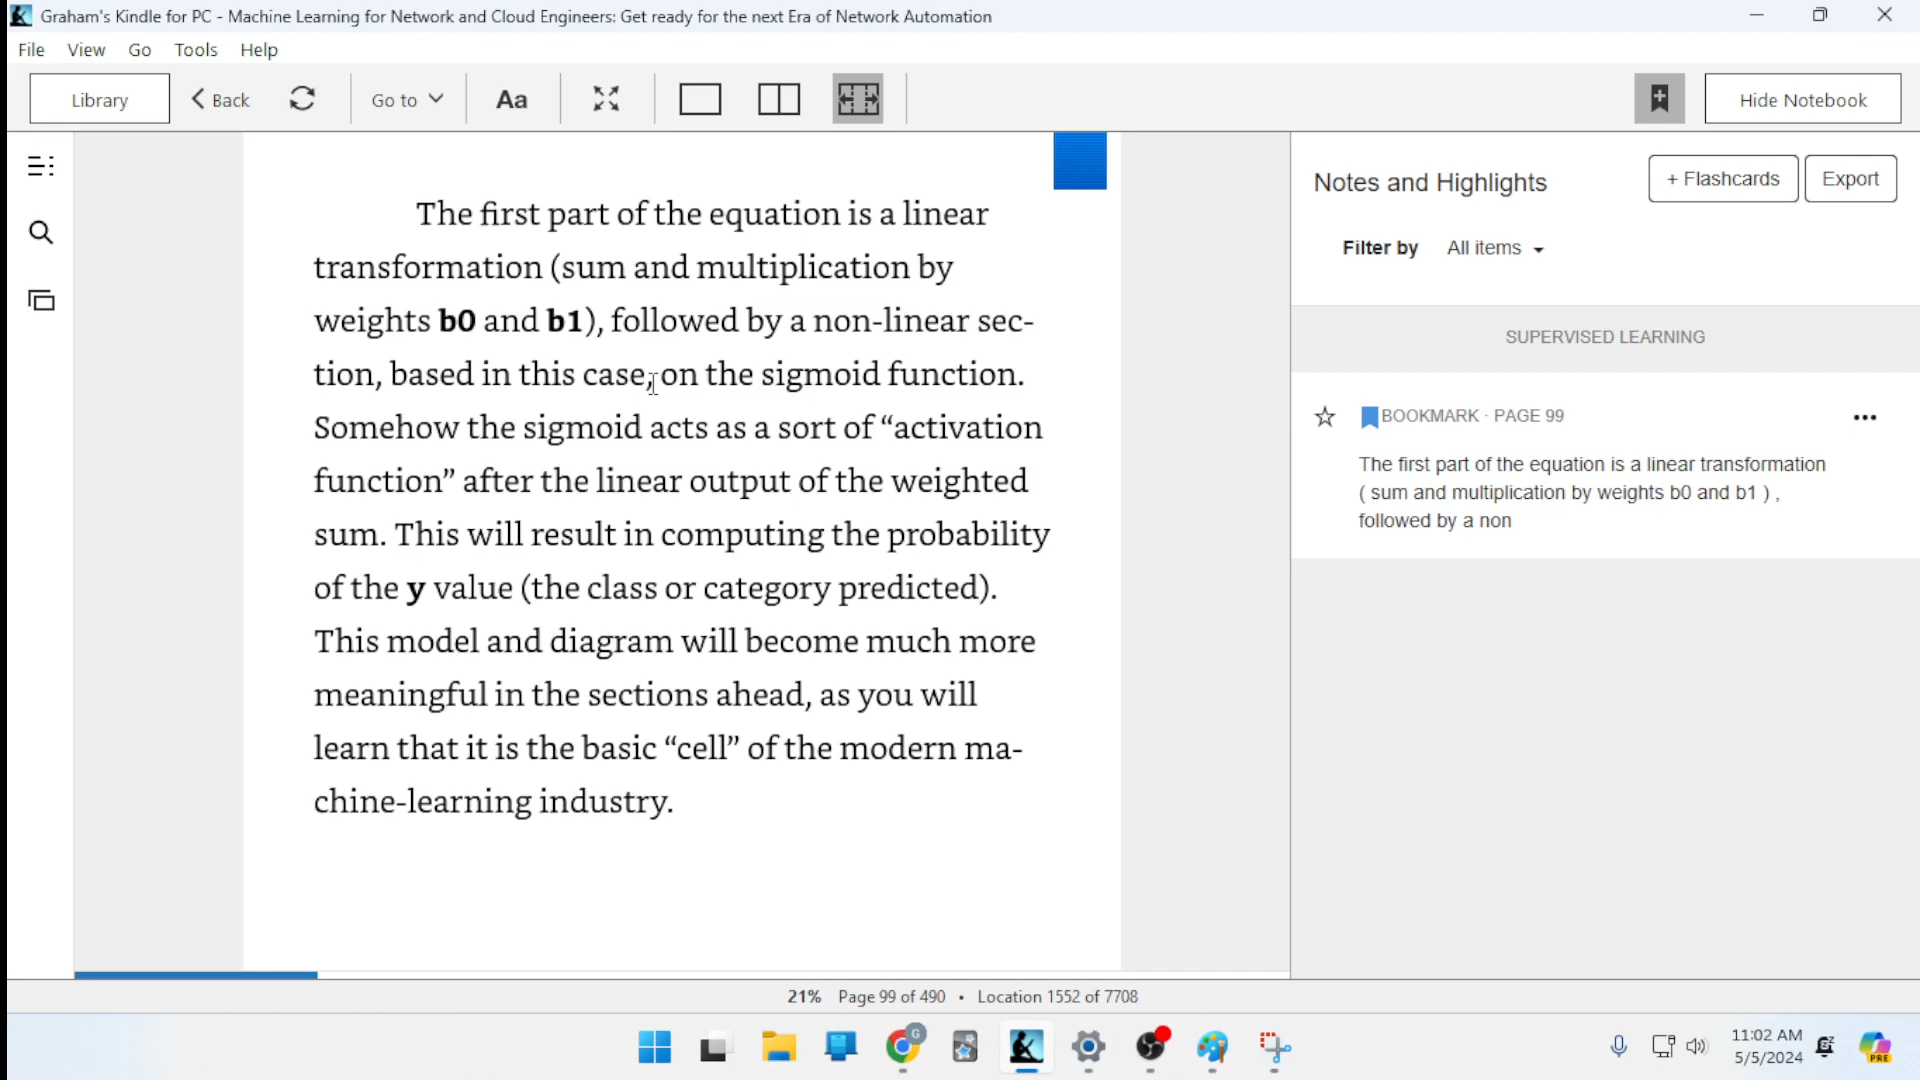 Graham's Kindle for PC - Machine Learning for Network and Cloud Engineers: Get ready for the next Era of Network Automation
File View Go Tools Help
Library Back Go to Aa Hide Notebook
The first part of the equation is a linear
transformation (sum and multiplication by
weights b0 and b1), followed by a non-linear sec-
tion, based in this case, on the sigmoid function.
Somehow the sigmoid acts as a sort of “activation
function” after the linear output of the weighted
sum. This will result in computing the probability
of the y value (the class or category predicted).
This model and diagram will become much more
meaningful in the sections ahead, as you will
learn that it is the basic “cell” of the modern ma-
chine-learning industry.
Notes and Highlights + Flashcards Export
Filter by All items
SUPERVISED LEARNING
BOOKMARK · PAGE 99
The first part of the equation is a linear transformation
( sum and multiplication by weights b0 and b1 ) ,
followed by a non
21% Page 99 of 490 • Location 1552 of 7708
G
11:02 AM
5/5/2024
PRE